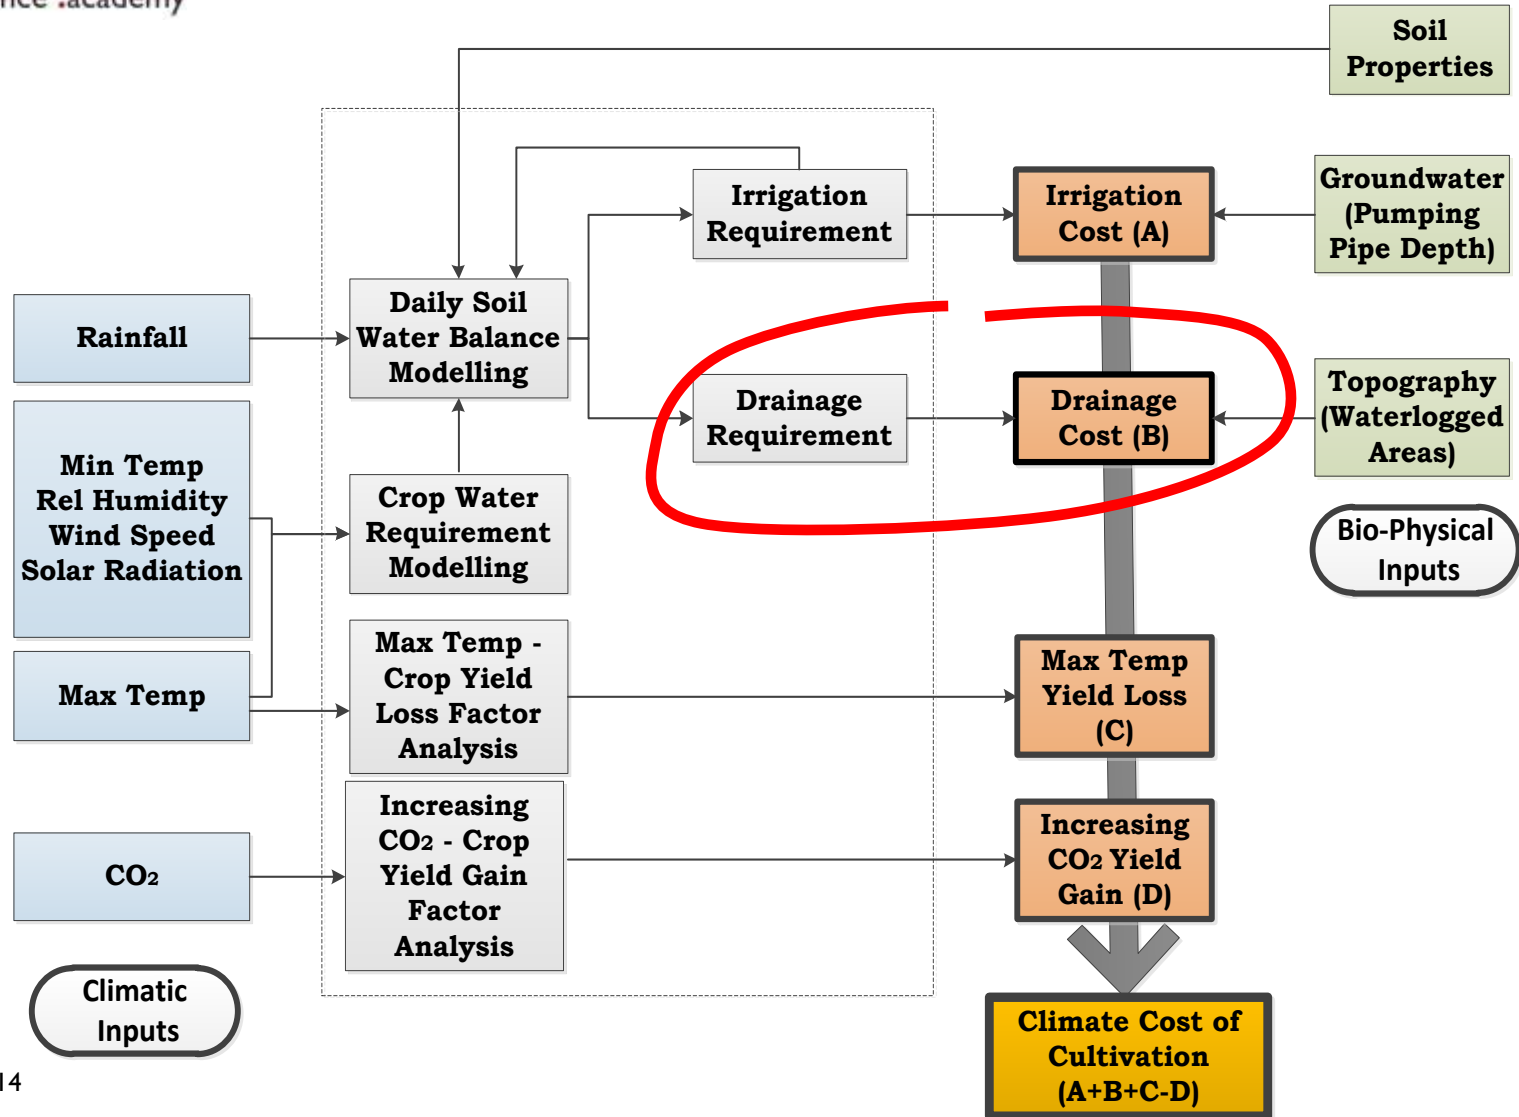 .academy
Soil
Properties
Irrigation
Requirement
Irrigation
Cost (A)
Groundwater
(Pumping
Pipe Depth)
Rainfall
Daily Soil
Water Balance
Modelling
Drainage
Requirement
Drainage
Cost (B)
Topography
(Waterlogged
Areas)
Min Temp
Rel Humidity
Wind Speed
Solar Radiation
Crop Water
Requirement
Modelling
Bio-Physical
Inputs
Max Temp
Max Temp -
Crop Yield
Loss Factor
Analysis
Max Temp
Yield Loss
(C)
CO2
Increasing
CO2 - Crop
Yield Gain
Factor
Analysis
Increasing
CO2 Yield
Gain (D)
Climatic
Inputs
Climate Cost of
Cultivation
(A+B+C-D)
14